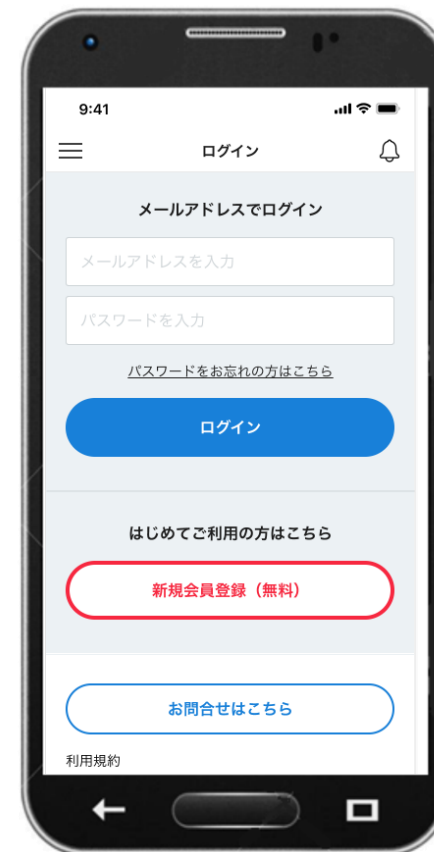 9:41
ログイン
メールアドレスでログイン
メールアドレスを入力
パスワードを入力
パスワードをお忘れの方はこちら
ログイン
はじめてご利用の方はこちら
新規会員登録（無料）
お問合せはこちら
利用規約